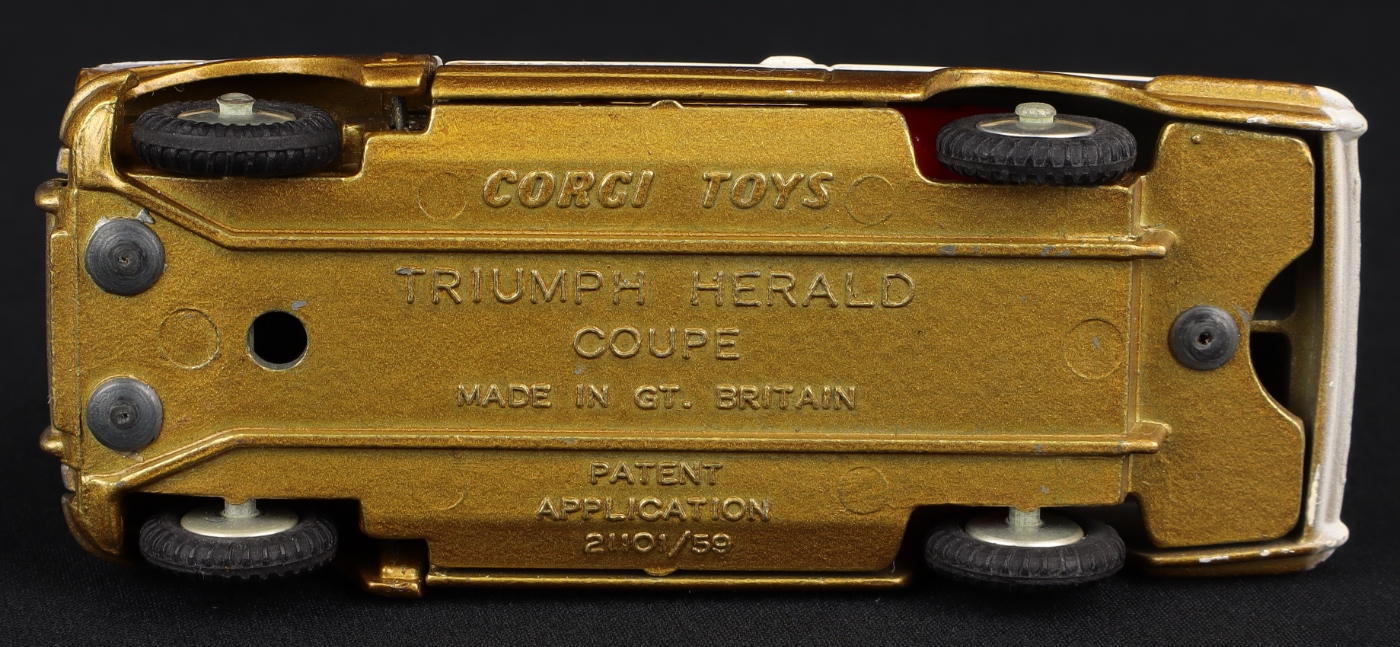 CORGI TOYS
TRIUMPH HERALD
COUPE
MADE IN GT. BRITAIN
PATENT
APPLICATION
21101/59